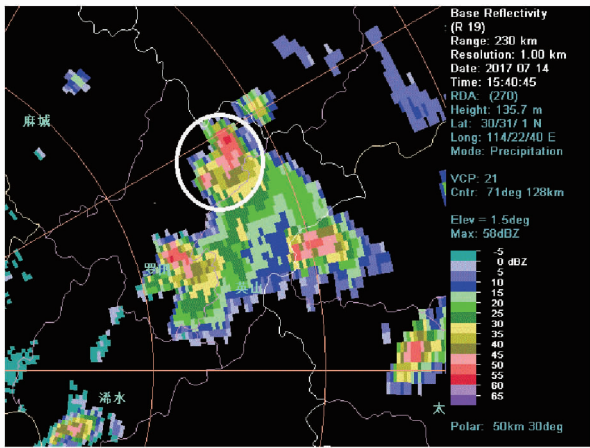 Base Reflectivity
(R 19)
Range: 230 km
Resolution: 1.00 km
Date: 2017 07 14
Time: 15:40:45
RDA: (270)
Height: 135.7 m
Lat: 30/31/ 1 N
Long: 114/22/40 E
Mode: Precipitation
VCP: 21
Cntr: 71deg 128km
Elev = 1.5deg
Max: 58dBZ
-5
0 dBZ
5
10
15
20
25
30
35
40
45
50
55
60
65
Polar: 50km 30deg
麻城
英山
浠水
太